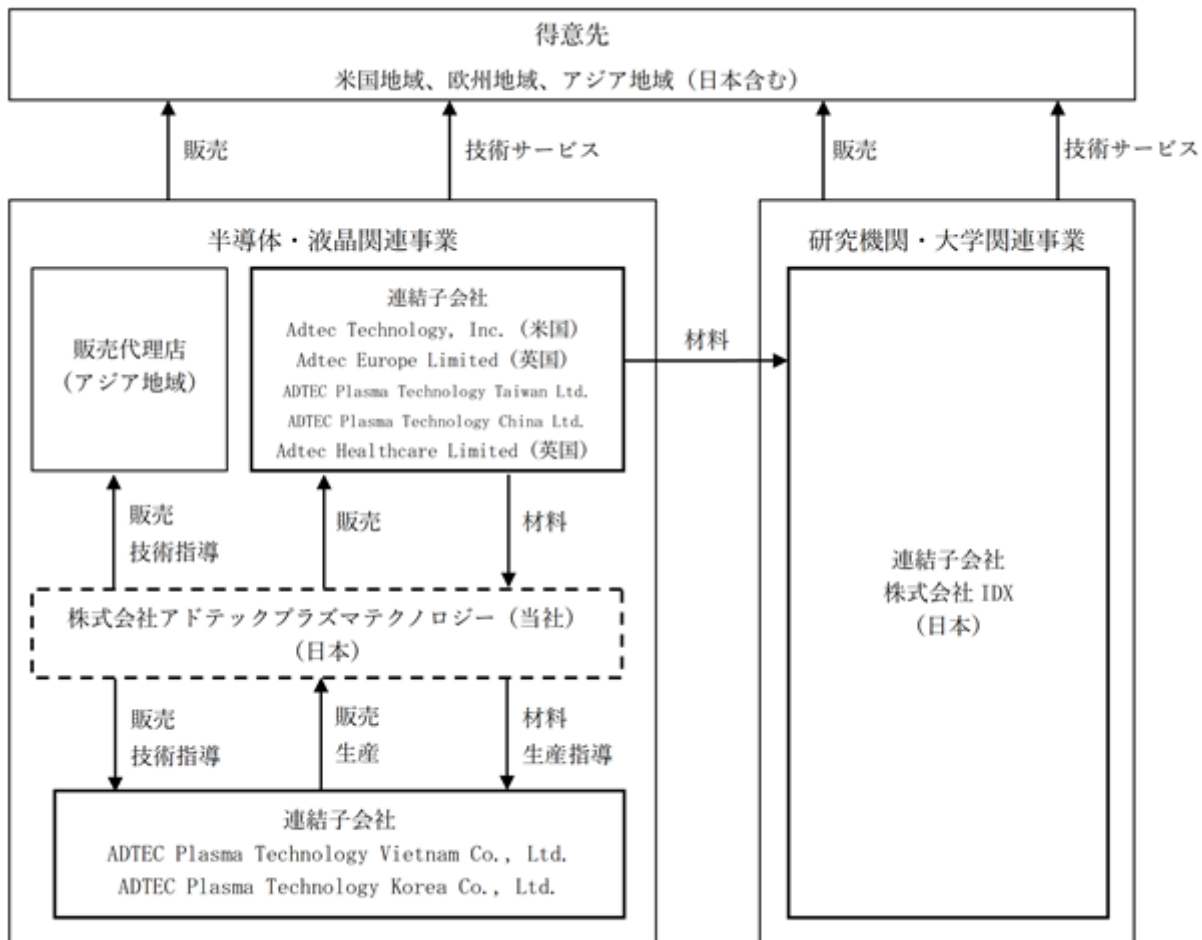 得意先
米国地域、欧州地域、アジア地域（日本含む）
販売
技術サービス
販売
技術サービス
半導体・液晶関連事業
研究機関・大学関連事業
販売代理店
（アジア地域）
連結子会社
Adtec Technology, Inc.（米国）
Adtec Europe Limited（英国）
ADTEC Plasma Technology Taiwan Ltd.
ADTEC Plasma Technology China Ltd.
Adtec Healthcare Limited（英国）
材料
販売
技術指導
販売
材料
連結子会社
株式会社 IDX
（日本）
株式会社アドテックプラズマテクノロジー（当社）
（日本）
販売
技術指導
販売
生産
材料
生産指導
連結子会社
ADTEC Plasma Technology Vietnam Co., Ltd.
ADTEC Plasma Technology Korea Co., Ltd.